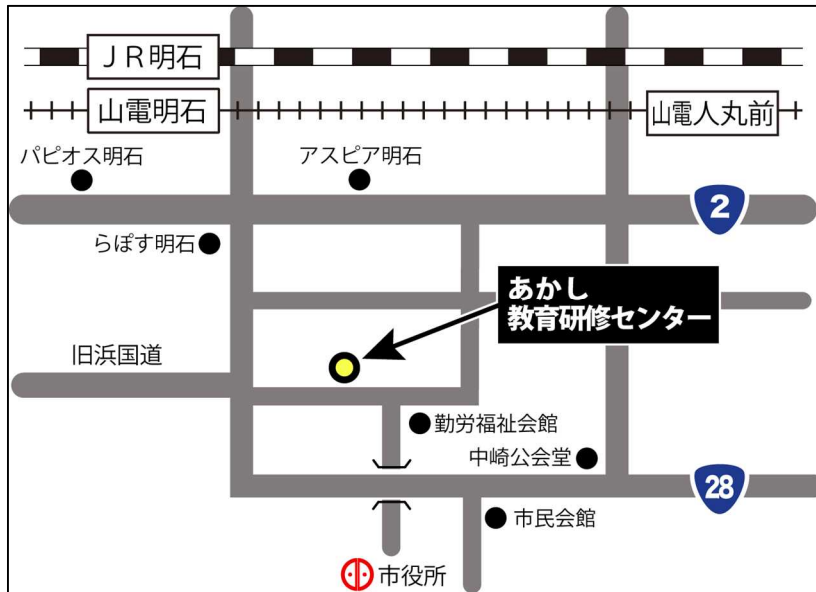 JR明石
山電明石
山電人丸前
パピオス明石
アスピア明石
2
らぽす明石
あかし
教育研修センター
旧浜国道
勤労福祉会館
中崎公会堂
28
市民会館
市役所